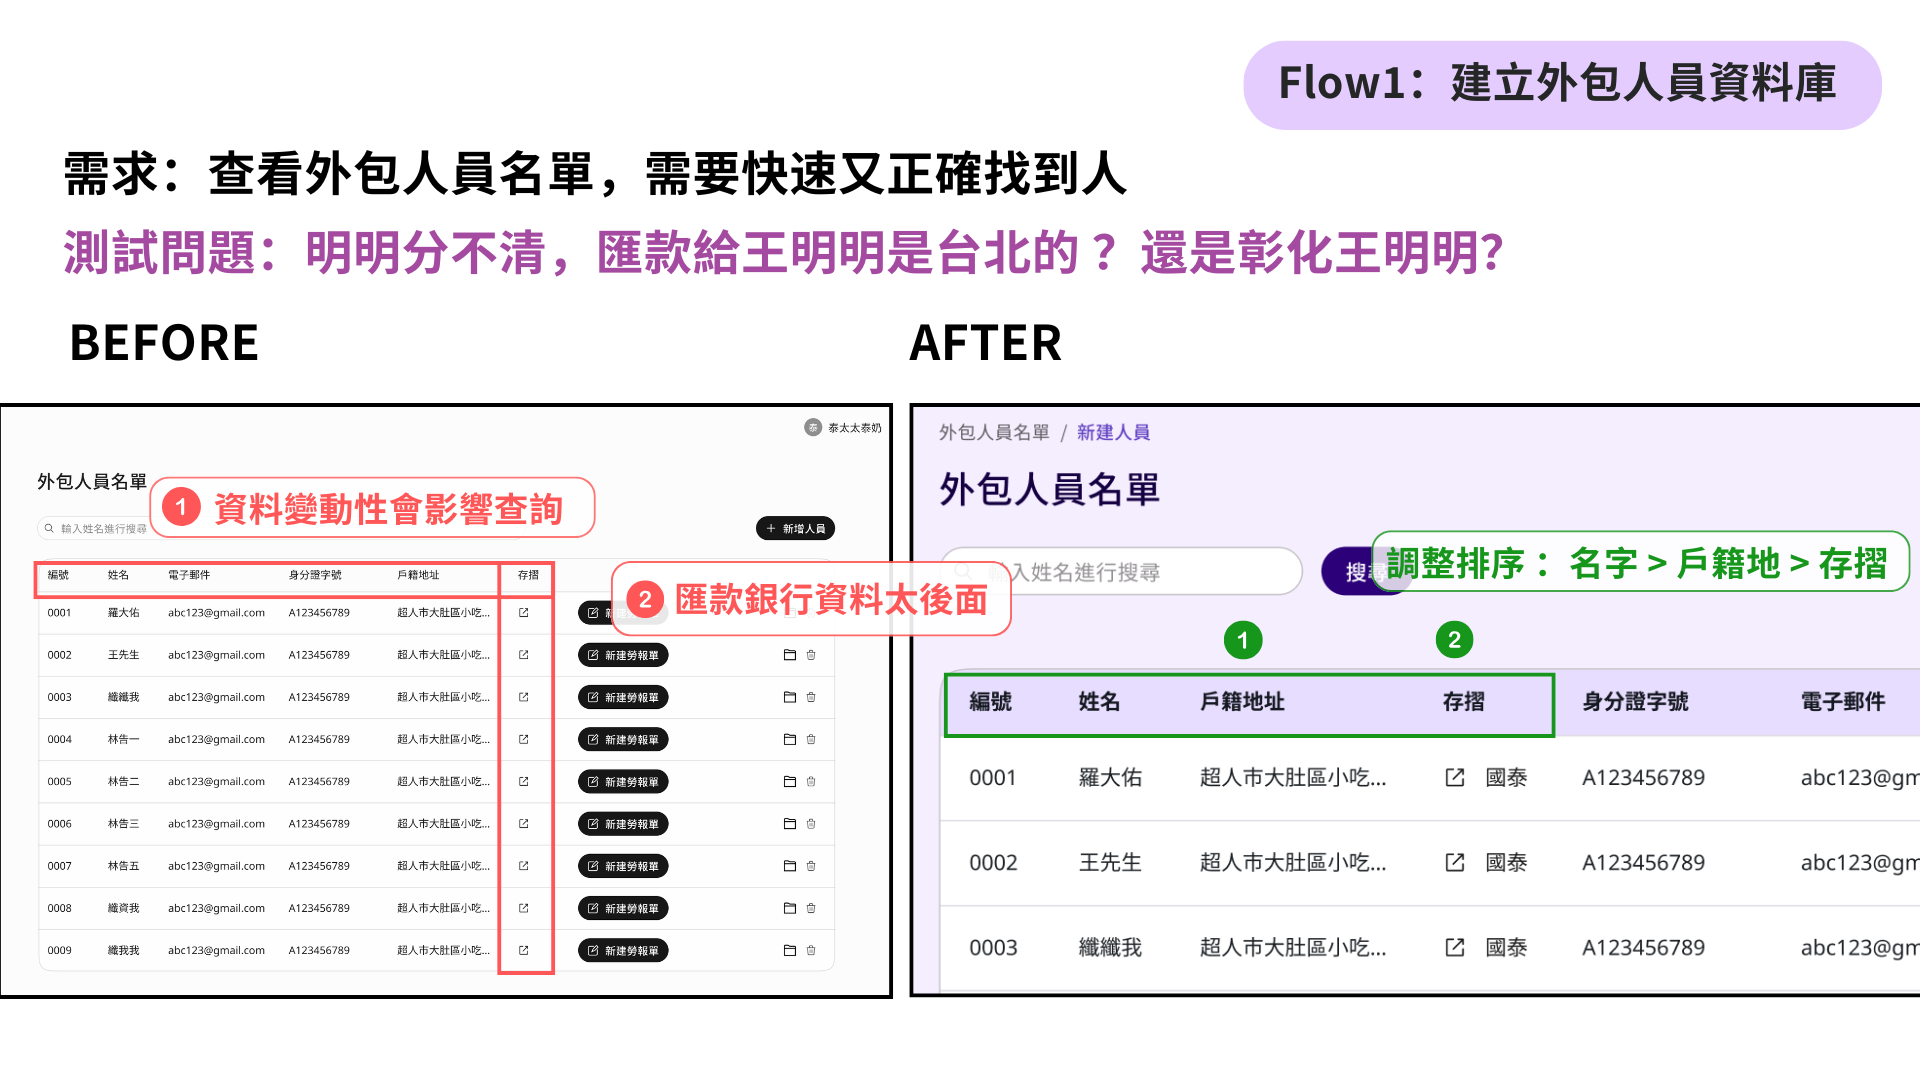 Flow1：建立外包人員資料庫
需求：查看外包人員名單，需要快速又正確找到人
測試問題：明明分不清，匯款給王明明是台北的？還是彰化王明明？
BEFORE
泰 泰太太泰奶
外包人員名單
1 資料變動性會影響查詢
輸入姓名進行搜尋
+ 新增人員
2 匯款銀行資料太後面
編號 姓名 電子郵件 身分證字號 戶籍地址 存摺
0001 羅大佑 abc123@gmail.com A123456789 超人市大肚區小吃... 新
0002 王先生 abc123@gmail.com A123456789 超人市大肚區小吃... 新建勞報單
0003 纖纖我 abc123@gmail.com A123456789 超人市大肚區小吃... 新建勞報單
0004 林告一 abc123@gmail.com A123456789 超人市大肚區小吃... 新建勞報單
0005 林告二 abc123@gmail.com A123456789 超人市大肚區小吃... 新建勞報單
0006 林告三 abc123@gmail.com A123456789 超人市大肚區小吃... 新建勞報單
0007 林告五 abc123@gmail.com A123456789 超人市大肚區小吃... 新建勞報單
0008 纖資我 abc123@gmail.com A123456789 超人市大肚區小吃... 新建勞報單
0009 纖我我 abc123@gmail.com A123456789 超人市大肚區小吃... 新建勞報單
AFTER
外包人員名單 / 新建人員
外包人員名單
入姓名進行搜尋
搜尋
調整排序：名字 > 戶籍地 > 存摺
1 2
編號 姓名 戶籍地址 存摺 身分證字號 電子郵件
0001 羅大佑 超人市大肚區小吃... 國泰 A123456789 abc123@gm
0002 王先生 超人市大肚區小吃... 國泰 A123456789 abc123@gm
0003 纖纖我 超人市大肚區小吃... 國泰 A123456789 abc123@gm